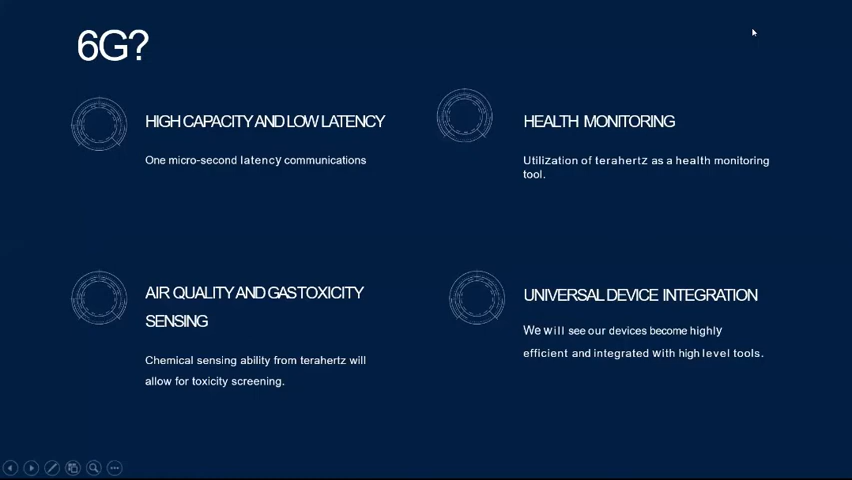 6G?
HIGH CAPACITY AND LOW LATENCY
One micro-second latency communications
HEALTH MONITORING
Utilization of terahertz as a health monitoring
tool.
AIR QUALITY AND GAS TOXICITY
SENSING
Chemical sensing ability from terahertz will
allow for toxicity screening.
UNIVERSAL DEVICE INTEGRATION
We will see our devices become highly
efficient and integrated with high level tools.